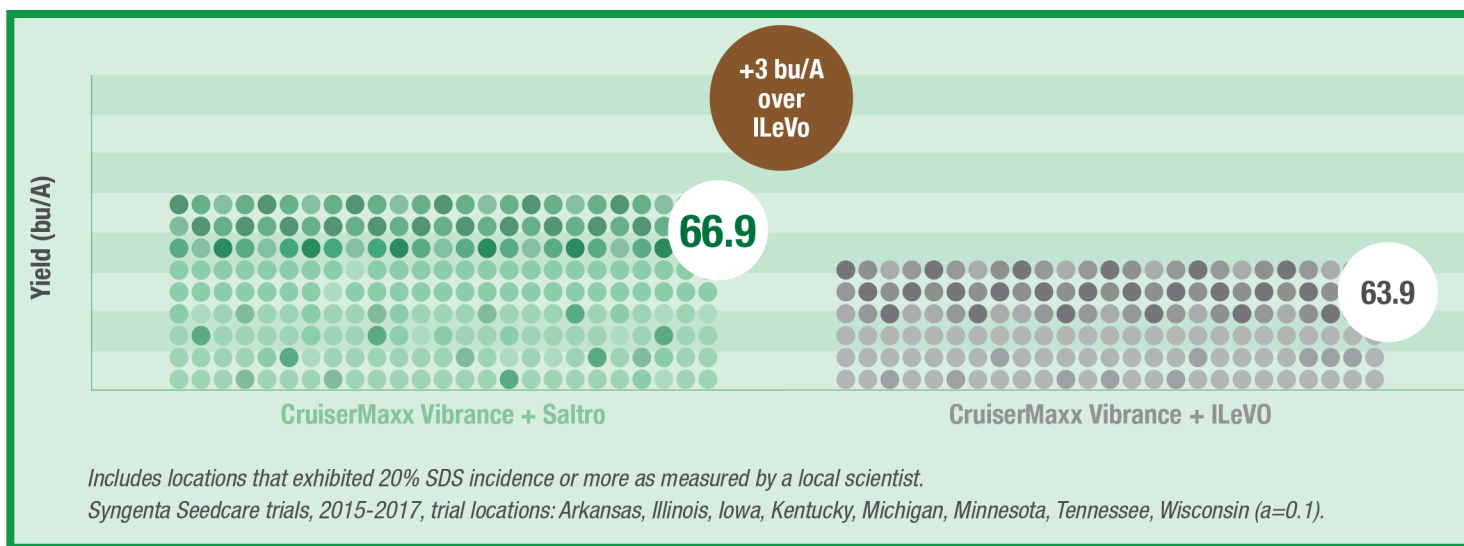 +3 bu/A
over
ILeVo
Yield (bu/A)
66.9
63.9
CruiserMaxx Vibrance + Saltro
CruiserMaxx Vibrance + ILeVO
Includes locations that exhibited 20% SDS incidence or more as measured by a local scientist.
Syngenta Seedcare trials, 2015-2017, trial locations: Arkansas, Illinois, Iowa, Kentucky, Michigan, Minnesota, Tennessee, Wisconsin (a=0.1).